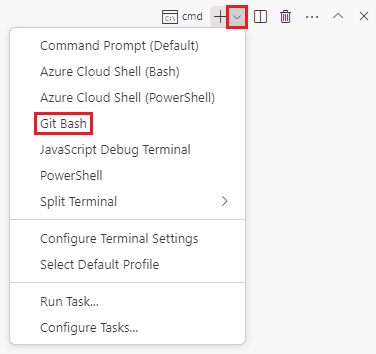 cmd
Command Prompt (Default)
Azure Cloud Shell (Bash)
Azure Cloud Shell (PowerShell)
Git Bash
JavaScript Debug Terminal
PowerShell
Split Terminal
Configure Terminal Settings
Select Default Profile
Run Task...
Configure Tasks...